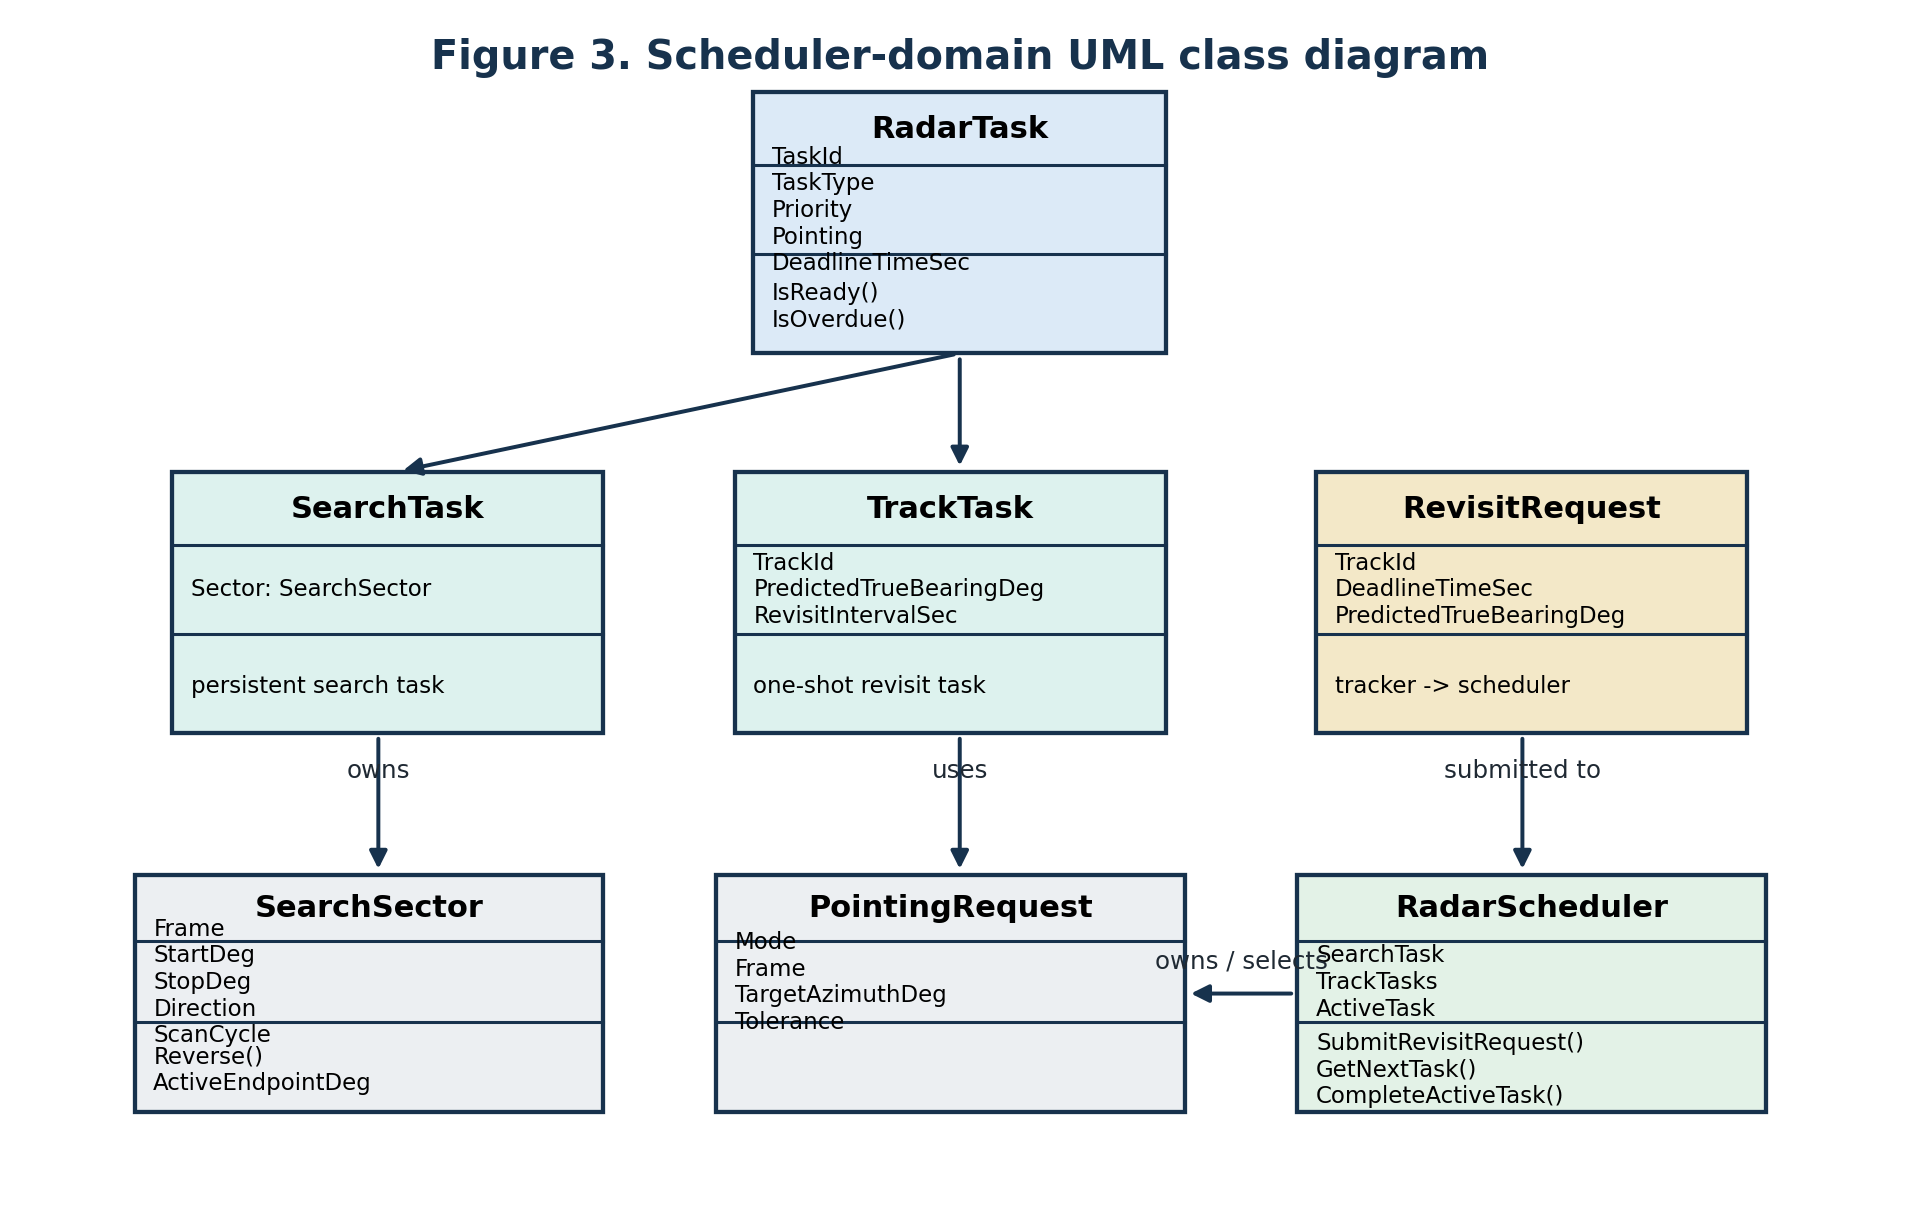 Figure 3. Scheduler-domain UML class diagram
RadarTask
TaskId
TaskType
Priority
Pointing
DeadlineTimeSec
IsReady()
IsOverdue()
SearchTask
Sector: SearchSector
persistent search task
TrackTask
TrackId
PredictedTrueBearingDeg
RevisitIntervalSec
one-shot revisit task
RevisitRequest
TrackId
DeadlineTimeSec
PredictedTrueBearingDeg
tracker -> scheduler
owns
uses
submitted to
SearchSector
Frame
StartDeg
StopDeg
Direction
ScanCycle
Reverse()
ActiveEndpointDeg
PointingRequest
Mode
Frame
TargetAzimuthDeg
Tolerance
owns / selects
RadarScheduler
SearchTask
TrackTasks
ActiveTask
SubmitRevisitRequest()
GetNextTask()
CompleteActiveTask()